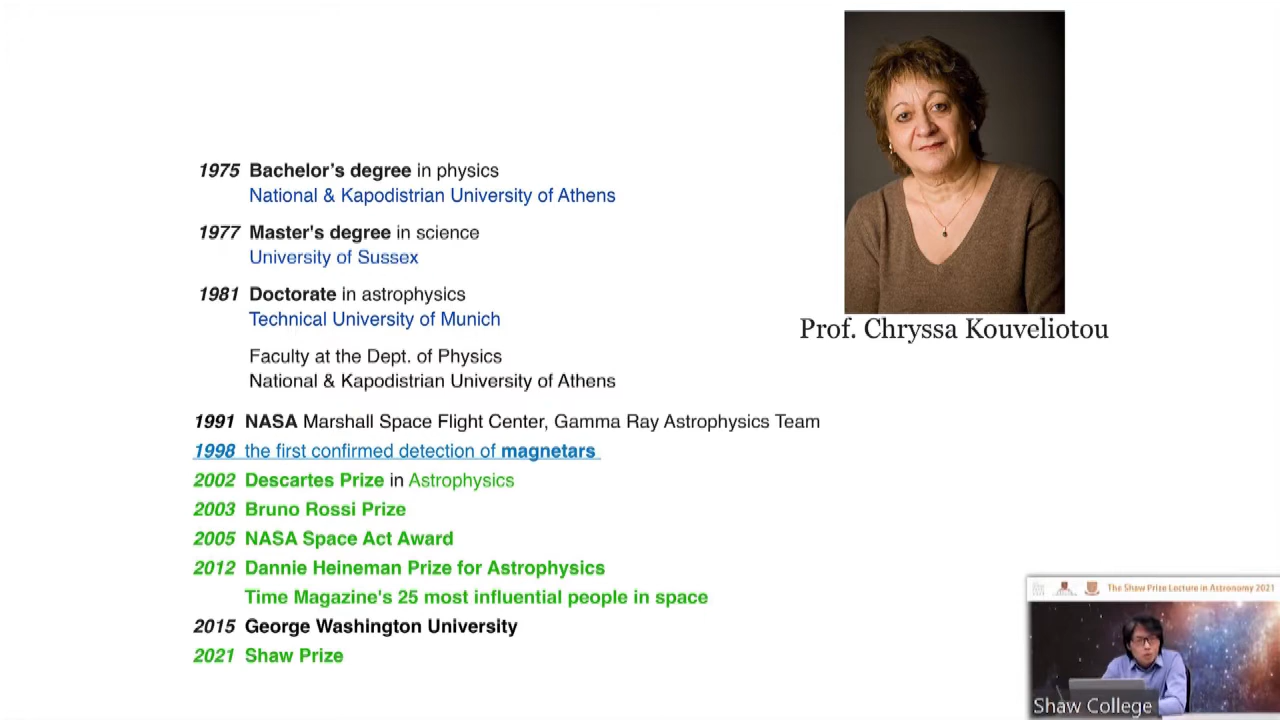 1975 Bachelor's degree in physics
National & Kapodistrian University of Athens
1977 Master's degree in science
University of Sussex
1981 Doctorate in astrophysics
Technical University of Munich
Faculty at the Dept. of Physics
National & Kapodistrian University of Athens
1991 NASA Marshall Space Flight Center, Gamma Ray Astrophysics Team
1998 the first confirmed detection of magnetars
2002 Descartes Prize in Astrophysics
2003 Bruno Rossi Prize
2005 NASA Space Act Award
2012 Dannie Heineman Prize for Astrophysics
Time Magazine's 25 most influential people in space
2015 George Washington University
2021 Shaw Prize
Prof. Chryssa Kouveliotou
The Shaw Prize Lecture in Astronomy 2021
Shaw College